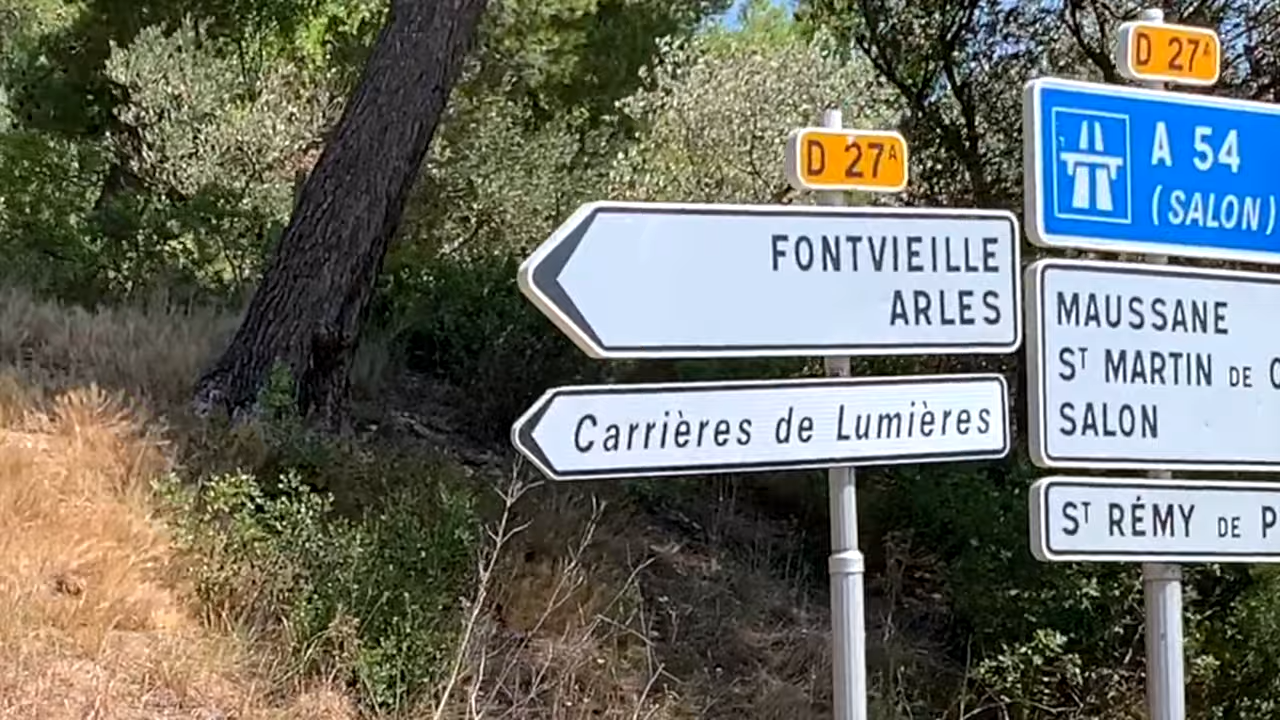 D 27ᴬ
FONTVIEILLE
ARLES
Carrières de Lumières
D 27ᴬ
A 54
(SALON)
MAUSSANE
Sᵀ MARTIN DE
SALON
Sᵀ RÉMY DE